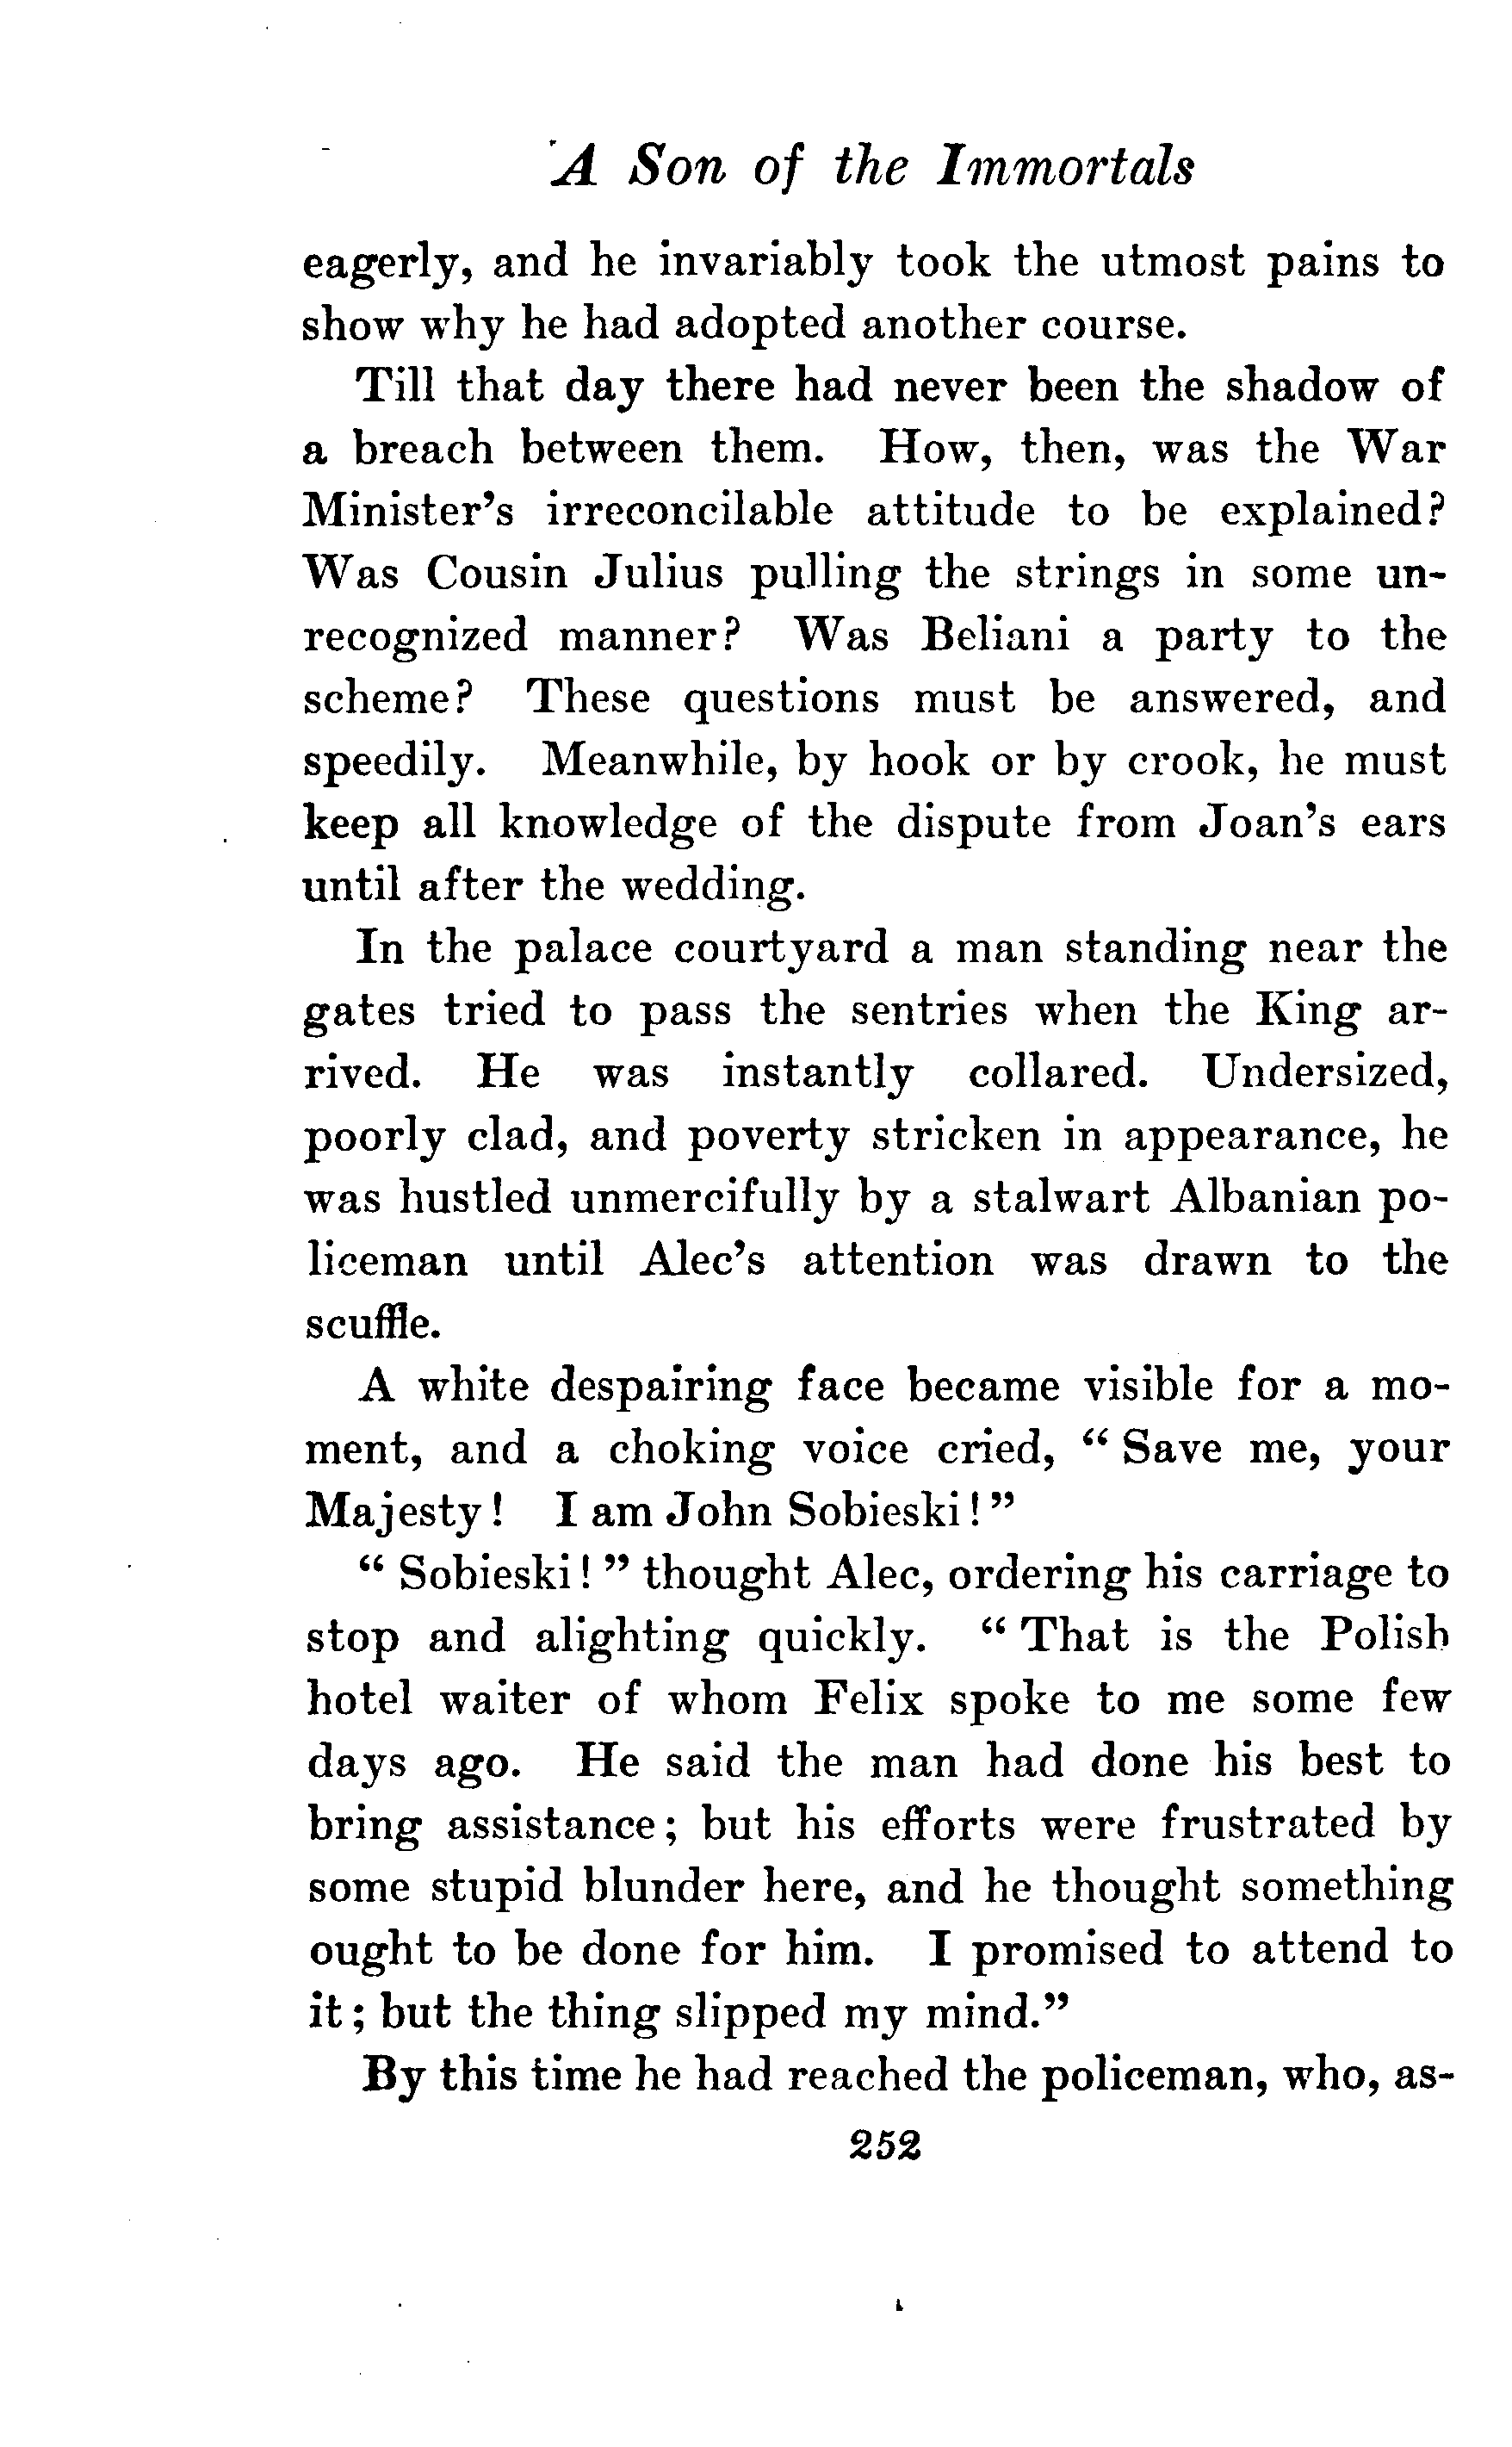 A Son of the Immortals
eagerly, and he invariably took the utmost pains to
show why he had adopted another course.
Till that day there had never been the shadow of
a breach between them. How, then, was the War
Minister's irreconcilable attitude to be explained?
Was Cousin Julius pulling the strings in some un-
recognized manner? Was Beliani a party to the
scheme? These questions must be answered, and
speedily. Meanwhile, by hook or by crook, he must
keep all knowledge of the dispute from Joan's ears
until after the wedding.
In the palace courtyard a man standing near the
gates tried to pass the sentries when the King ar-
rived. He was instantly collared. Undersized,
poorly clad, and poverty stricken in appearance, he
was hustled unmercifully by a stalwart Albanian po-
liceman until Alec's attention was drawn to the
scuffle.
A white despairing face became visible for a mo-
ment, and a choking voice cried, "Save me, your
Majesty! I am John Sobieski!"
"Sobieski!" thought Alec, ordering his carriage to
stop and alighting quickly. "That is the Polish
hotel waiter of whom Felix spoke to me some few
days ago. He said the man had done his best to
bring assistance; but his efforts were frustrated by
some stupid blunder here, and he thought something
ought to be done for him. I promised to attend to
it; but the thing slipped my mind."
By this time he had reached the policeman, who, as-
252